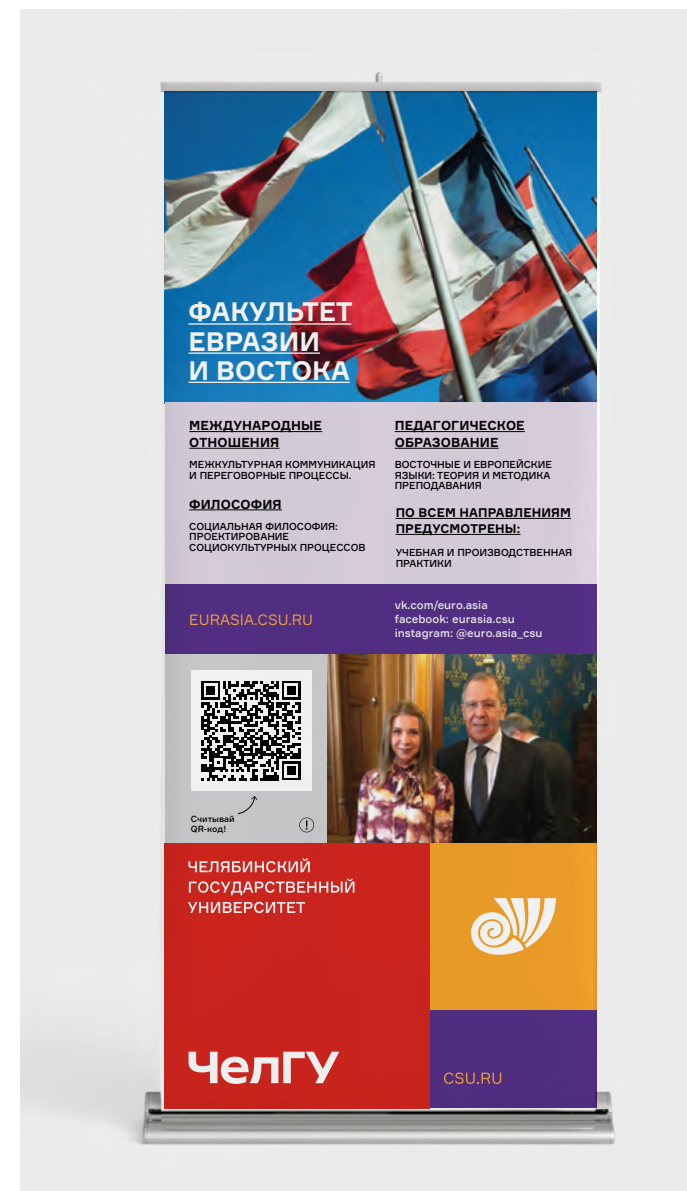 ФАКУЛЬТЕТ
ЕВРАЗИИ
И ВОСТОКА
МЕЖДУНАРОДНЫЕ
ОТНОШЕНИЯ
МЕЖКУЛЬТУРНАЯ КОММУНИКАЦИЯ
И ПЕРЕГОВОРНЫЕ ПРОЦЕССЫ.
ФИЛОСОФИЯ
СОЦИАЛЬНАЯ ФИЛОСОФИЯ:
ПРОЕКТИРОВАНИЕ
СОЦИОКУЛЬТУРНЫХ ПРОЦЕССОВ
ПЕДАГОГИЧЕСКОЕ
ОБРАЗОВАНИЕ
ВОСТОЧНЫЕ И ЕВРОПЕЙСКИЕ
ЯЗЫКИ: ТЕОРИЯ И МЕТОДИКА
ПРЕПОДАВАНИЯ
ПО ВСЕМ НАПРАВЛЕНИЯМ
ПРЕДУСМОТРЕНЫ:
УЧЕБНАЯ И ПРОИЗВОДСТВЕННАЯ
ПРАКТИКИ
EURASIA.CSU.RU
vk.com/euro.asia
facebook: eurasia.csu
instagram: @euro.asia_csu
Считывай
QR-код!
ЧЕЛЯБИНСКИЙ
ГОСУДАРСТВЕННЫЙ
УНИВЕРСИТЕТ
ЧелГУ
CSU.RU